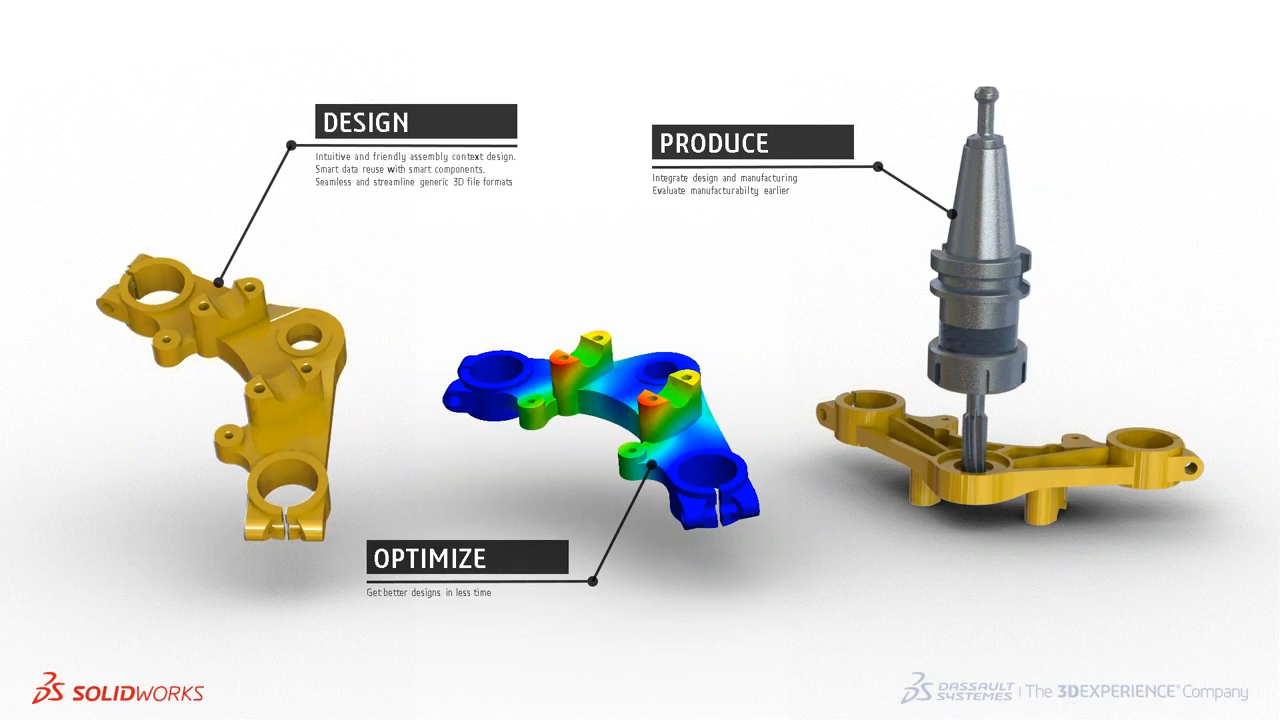 DESIGN
Intuitive and friendly assembly context design.
Smart data reuse with smart components.
Seamless and streamline generic 3D file formats
PRODUCE
Integrate design and manufacturing
Evaluate manufacturabilty earlier
OPTIMIZE
Get better designs in less time
SOLIDWORKS
DASSAULT SYSTEMES | The 3DEXPERIENCE® Company